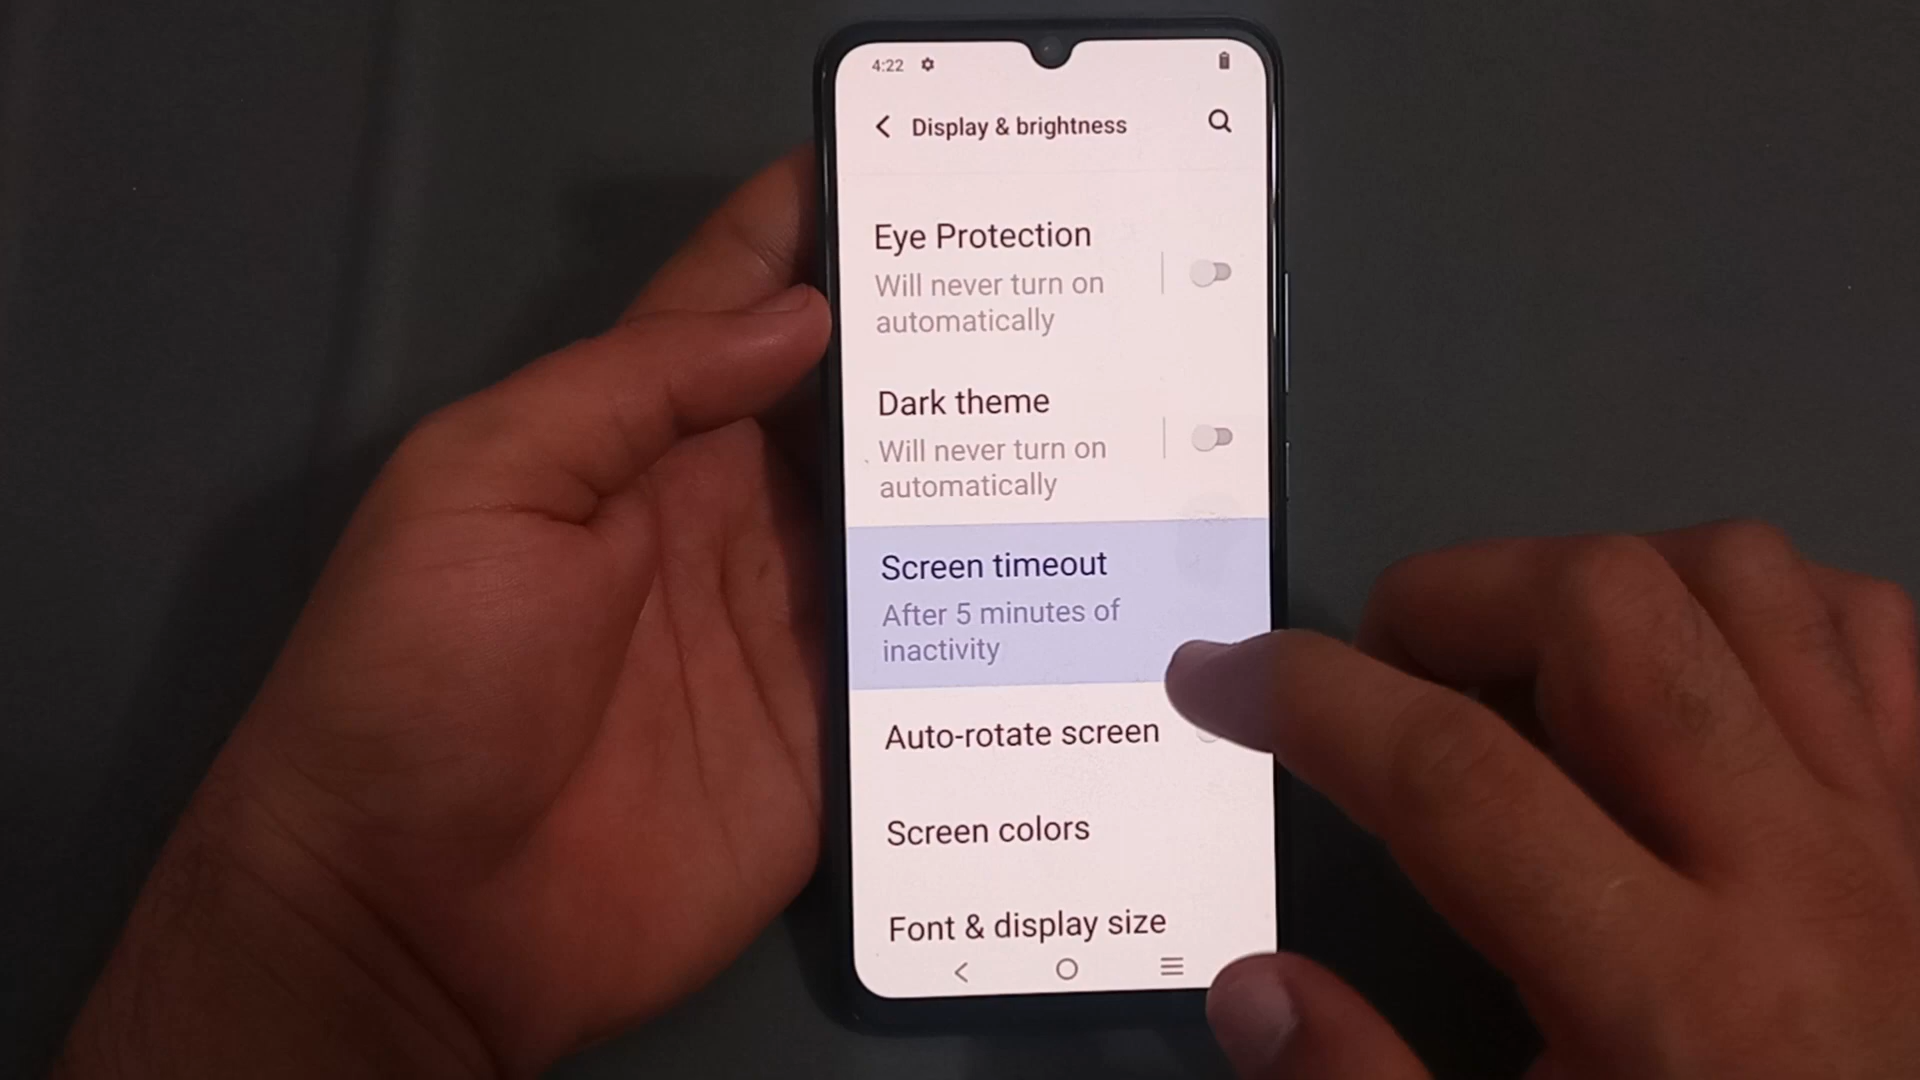 4:22
Display & brightness
Eye Protection
Will never turn on
automatically
Dark theme
Will never turn on
automatically
Screen timeout
After 5 minutes of
inactivity
Auto-rotate screen
Screen colors
Font & display size